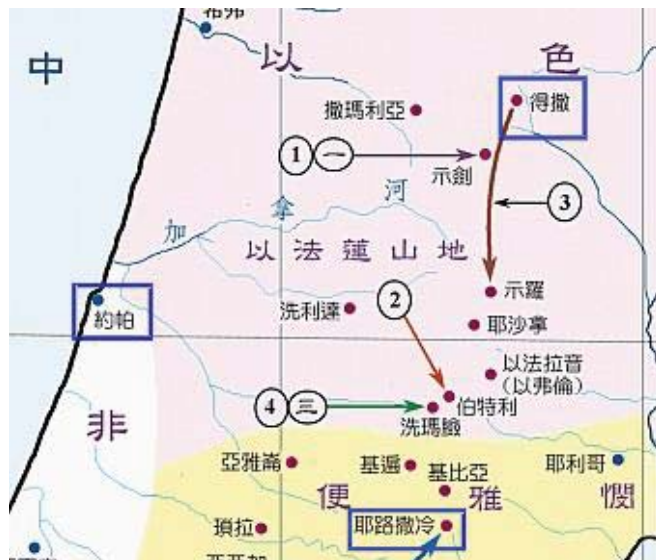 希弗
中
以
色
得撒
撒瑪利亞
1
一
示劍
3
河
拿
加
以法蓮山地
2
示羅
洗利達
約帕
耶沙拿
以法拉音
(以弗倫)
4
三
伯特利
洗瑪臉
非
亞雅崙
基遍
基比亞
耶利哥
便
雅
憫
耶路撒冷
瑣拉